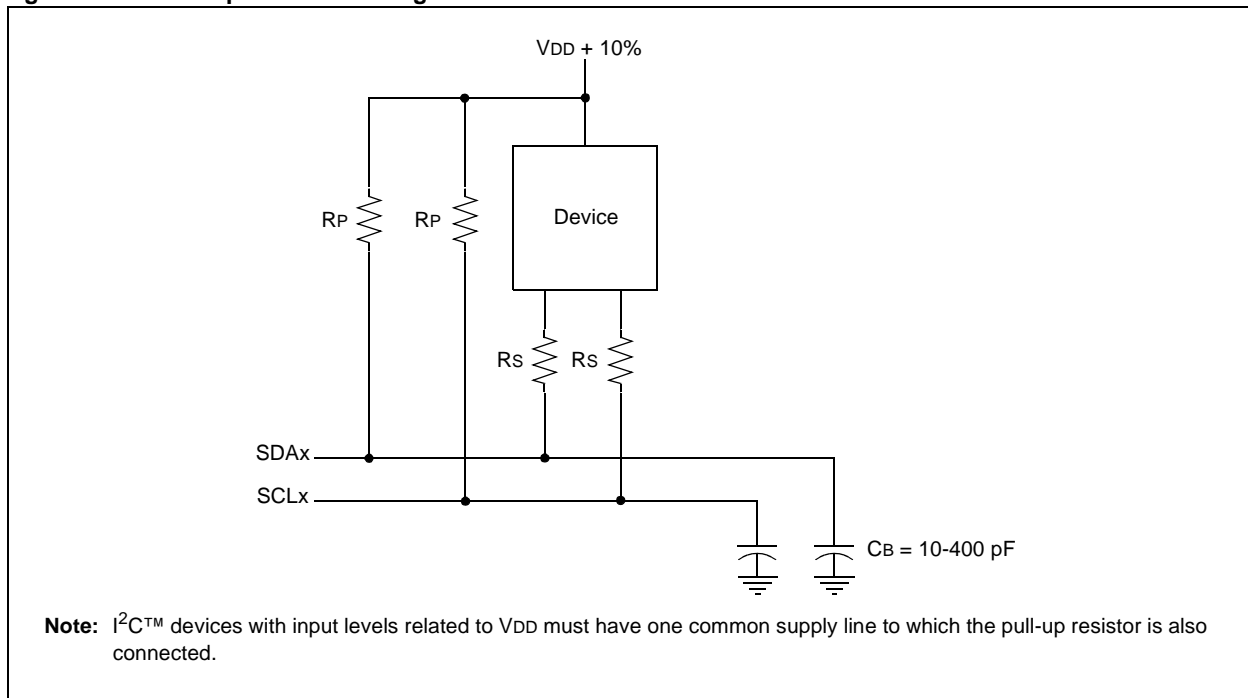 VDD + 10%
RP
RP
Device
RS
RS
SDAx
SCLx
CB = 10-400 pF
Note: I2C™ devices with input levels related to VDD must have one common supply line to which the pull-up resistor is also
connected.